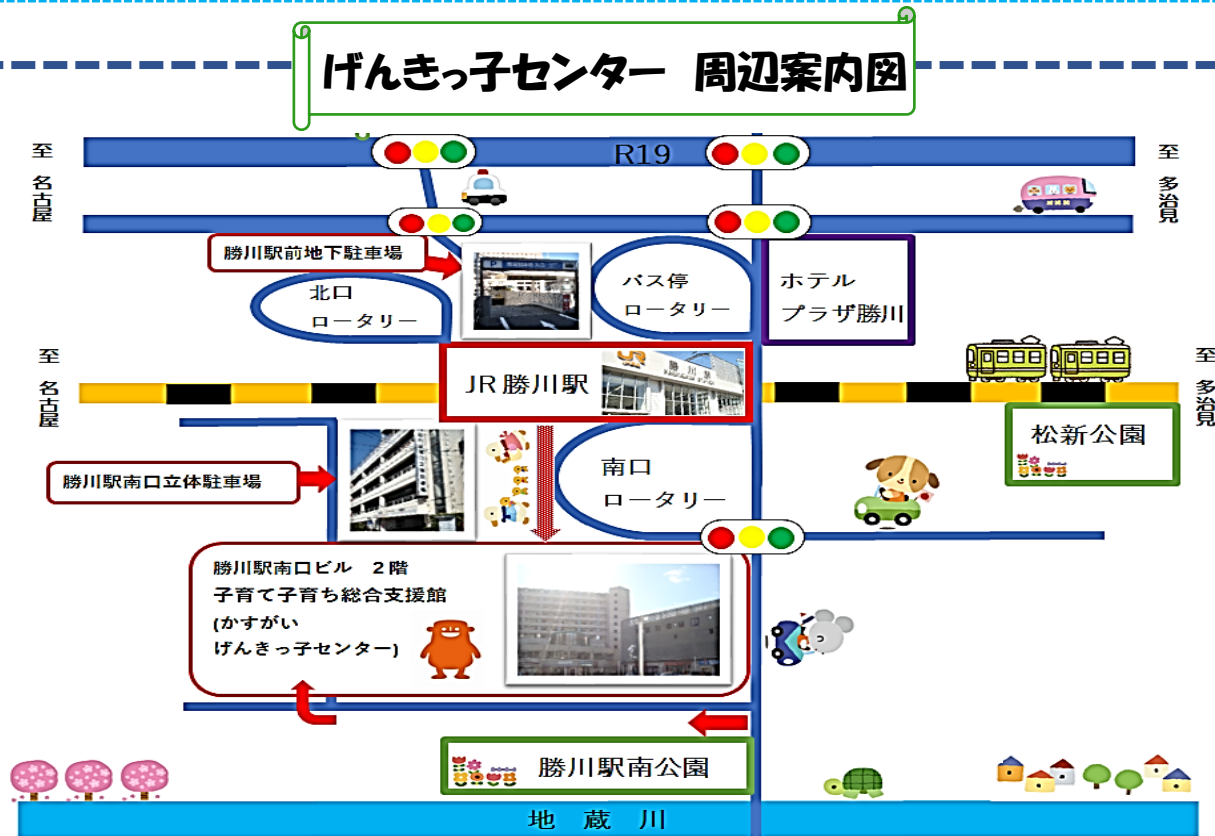 げんきっ子センター 周辺案内図
至 名古屋
R19
至 多治見
勝川駅前地下駐車場
北口
ロータリー
P
バス停
ロータリー
ホテル
プラザ勝川
至 名古屋
JR勝川駅
JR
勝川駅
至 多治見
松新公園
勝川駅南口立体駐車場
南口
ロータリー
勝川駅南口ビル 2階
子育て子育ち総合支援館
(かすがい
げんきっ子センター)
勝川駅南公園
地蔵川